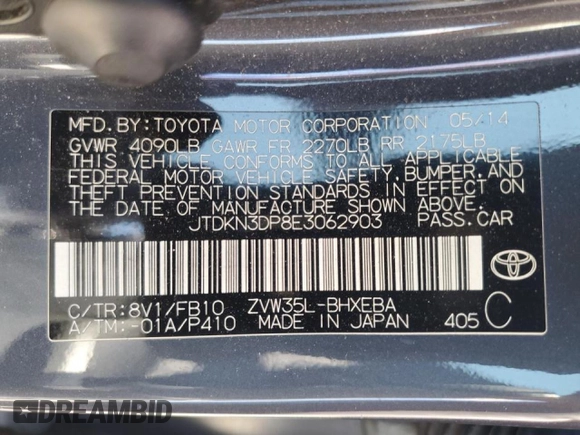 MFD.BY:TOYOTA MOTOR CORPORATION 05/14
GVWR 4090LB GAWR FR 2270LB RR 2175LB
THIS VEHICLE CONFORMS TO ALL APPLICABLE
FEDERAL MOTOR VEHICLE SAFETY,BUMPER,AND
THEFT PREVENTION STANDARDS IN EFFECT ON
THE DATE OF MANUFACTURE SHOWN ABOVE.
JTDKN3DP8E3062903 PASS.CAR
TOYOTA
C/TR:8V1/FB10 ZVW35L-BHXEBA
A/TM:-01A/P410 MADE IN JAPAN 405 C
DREAMBID